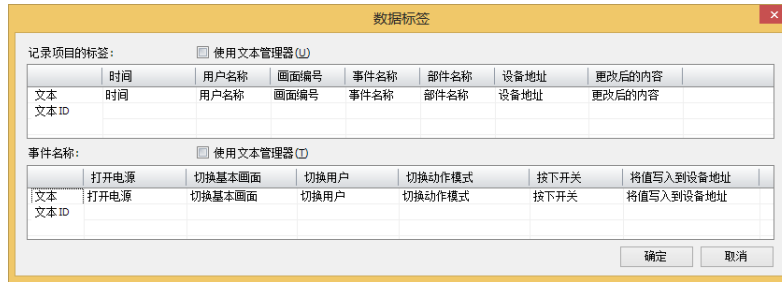 数据标签
记录项目的标签: 使用文本管理器(U)
时间 用户名称 画面编号 事件名称 部件名称 设备地址 更改后的内容
文本 时间 用户名称 画面编号 事件名称 部件名称 设备地址 更改后的内容
文本ID
事件名称: 使用文本管理器(T)
打开电源 切换基本画面 切换用户 切换动作模式 按下开关 将值写入到设备地址
文本 打开电源 切换基本画面 切换用户 切换动作模式 按下开关 将值写入到设备地址
文本ID
确定 取消